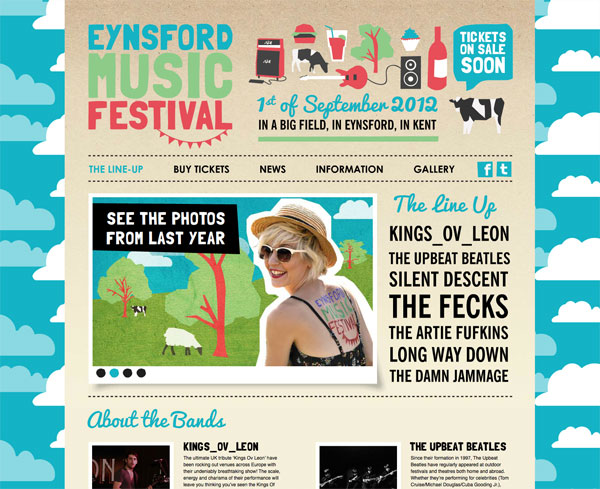 EYNSFORD
MUSIC
FESTIVAL
TICKETS
ON SALE
SOON
1st of September 2012
IN A BIG FIELD, IN EYNSFORD, IN KENT
THE LINE-UP BUY TICKETS NEWS INFORMATION GALLERY f t
SEE THE PHOTOS
FROM LAST YEAR
EYNSFORD
MUSIC
FESTIVAL
The Line Up
KINGS_OV_LEON
THE UPBEAT BEATLES
SILENT DESCENT
THE FECKS
THE ARTIE FUFKINS
LONG WAY DOWN
THE DAMN JAMMAGE
About the Bands
KINGS_OV_LEON
The ultimate UK tribute 'Kings Ov Leon' have
been rocking out venues across Europe with
their undeniably breathtaking show! The scale,
energy and charisma of their performance will
leave you thinking you've seen the Kings Of
THE UPBEAT BEATLES
Since their formation in 1997, The Upbeat
Beatles have regularly appeared at outdoor
festivals and theatres both home and abroad.
Whether they're performing for celebrities (Tom
Cruise/Michael Douglas/Cuba Gooding Jr.),